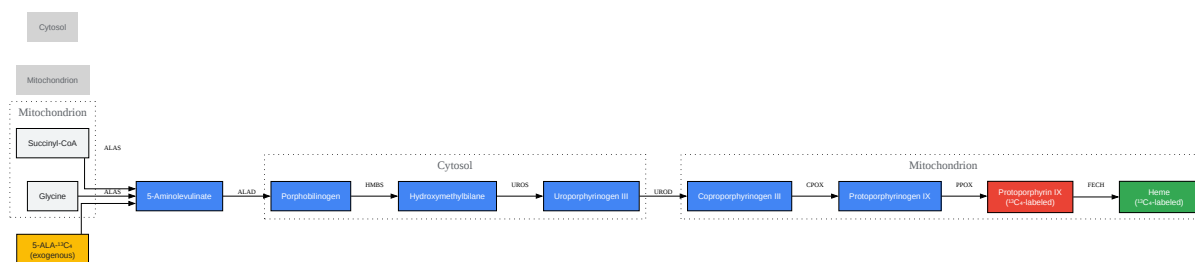 Cytosol
Mitochondrion
Mitochondrion
Succinyl-CoA
ALAS
Glycine
ALAS
5-ALA-¹³C₄
(exogenous)
5-Aminolevulinate
ALAD
Cytosol
Porphobilinogen
HMBS
Hydroxymethylbilane
UROS
Uroporphyrinogen III
UROD
Mitochondrion
Coproporphyrinogen III
CPOX
Protoporphyrinogen IX
PPOX
Protoporphyrin IX
(¹³C₄-labeled)
FECH
Heme
(¹³C₄-labeled)